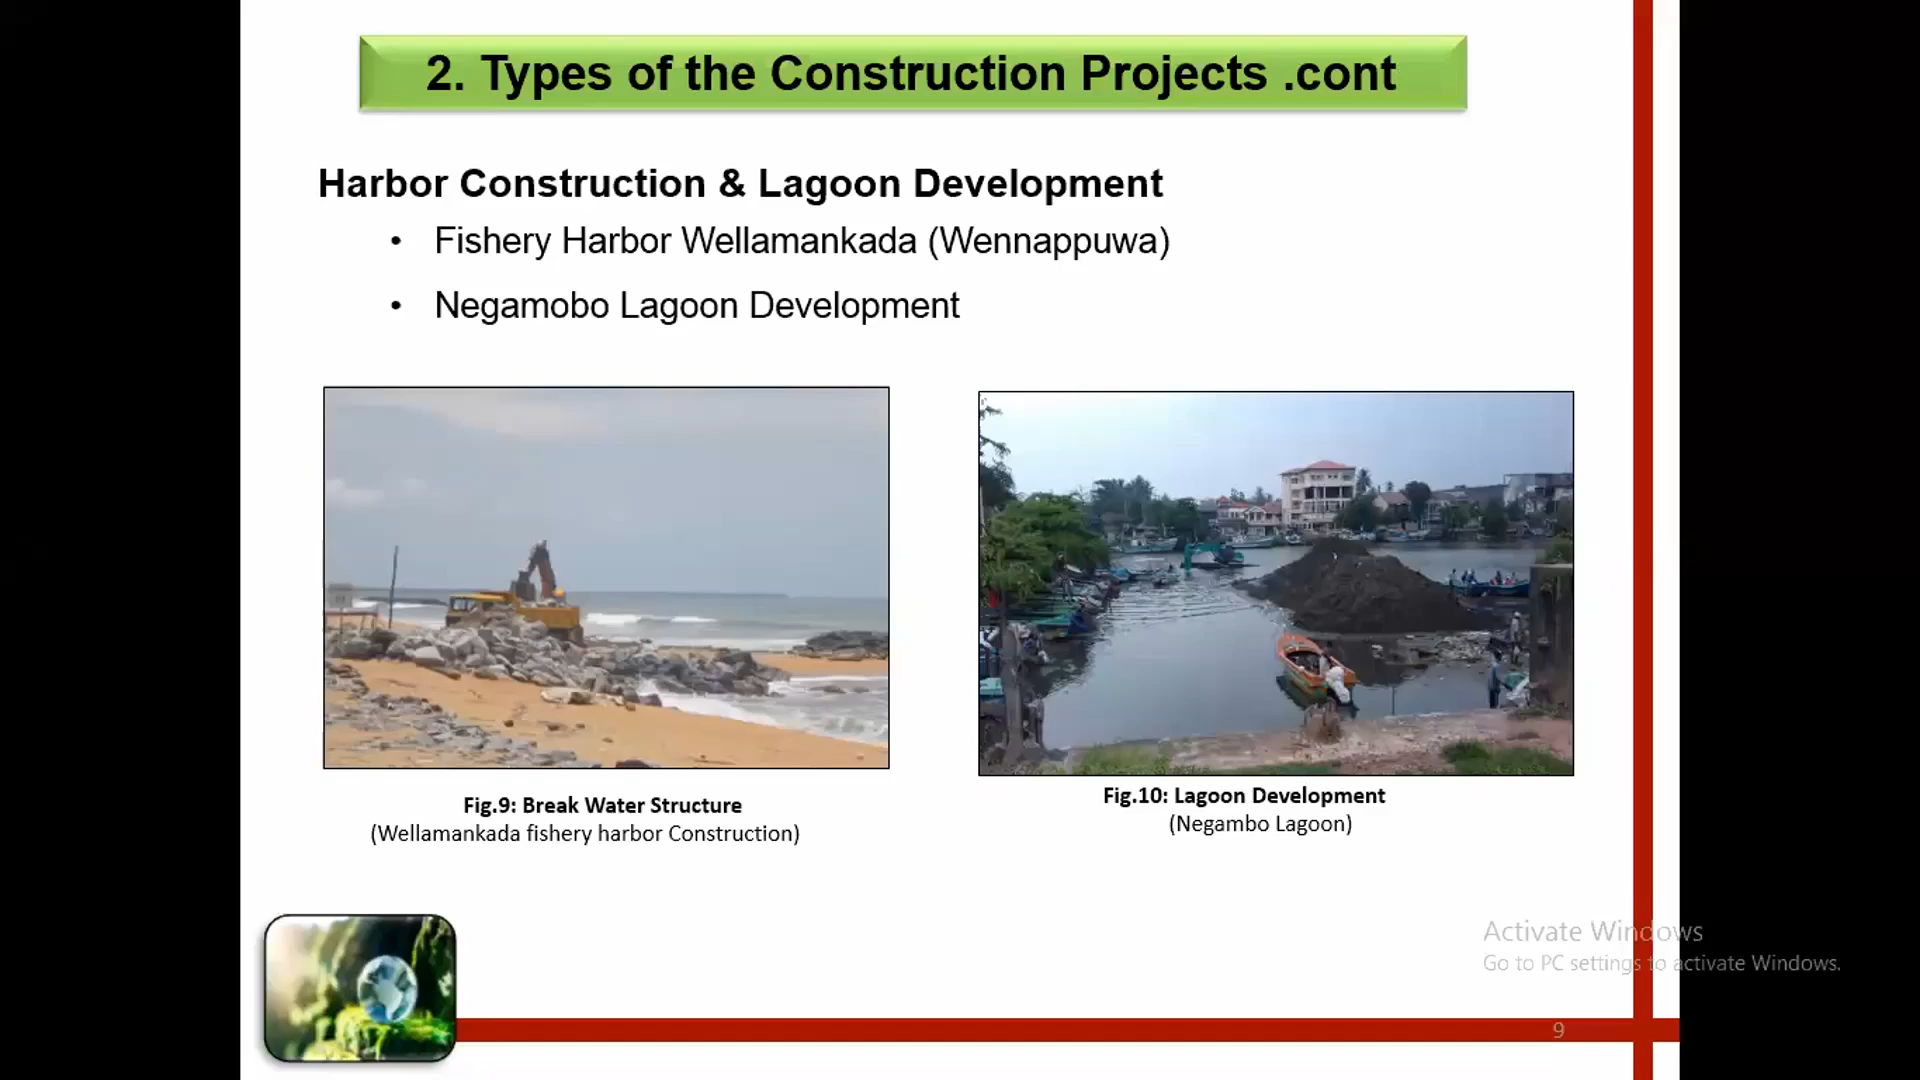 2. Types of the Construction Projects .cont
Harbor Construction & Lagoon Development
• Fishery Harbor Wellamankada (Wennappuwa)
• Negamobo Lagoon Development
Fig.9: Break Water Structure
(Wellamankada fishery harbor Construction)
Fig.10: Lagoon Development
(Negambo Lagoon)
Activate Windows
Go to PC settings to activate Windows.
9